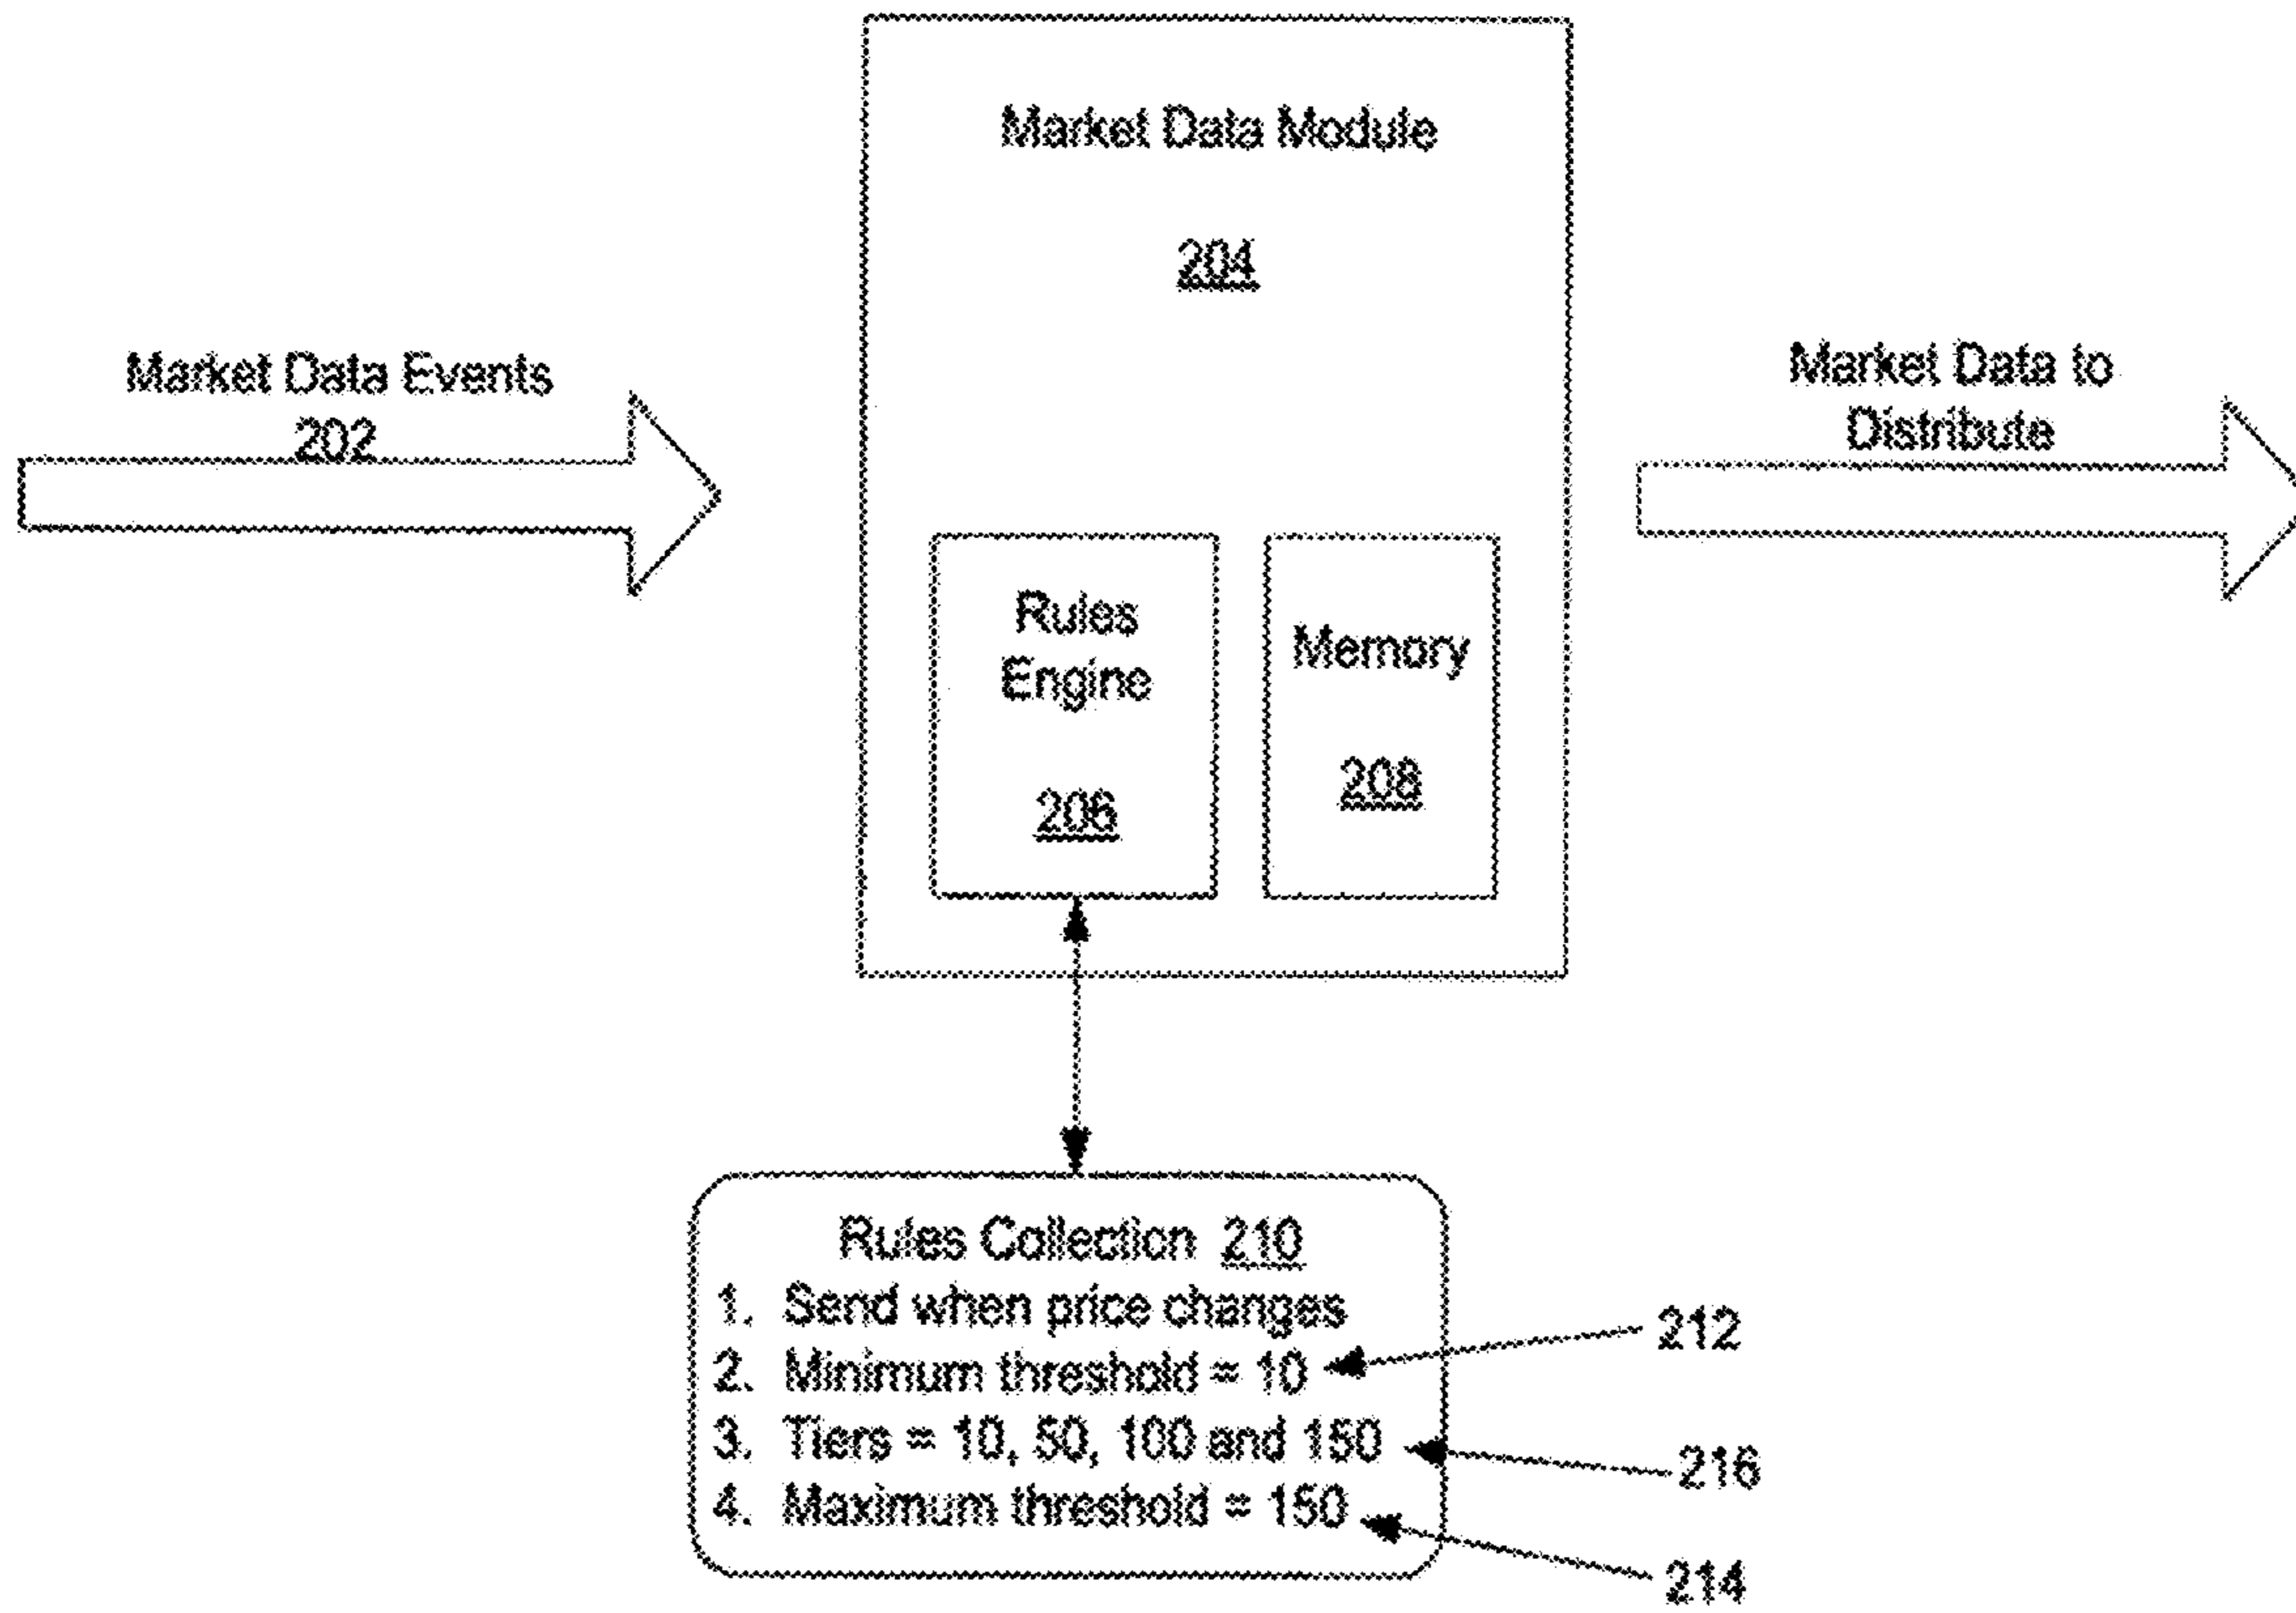 Market Data Module
204
Market Data Events
202
Market Data to
Distribute
Rules
Engine
206
Memory
208
Rules Collection 210
1. Send when price changes
2. Minimum threshold = 10
3. Tiers = 10, 50, 100 and 150
4. Maximum threshold = 150
212
216
214